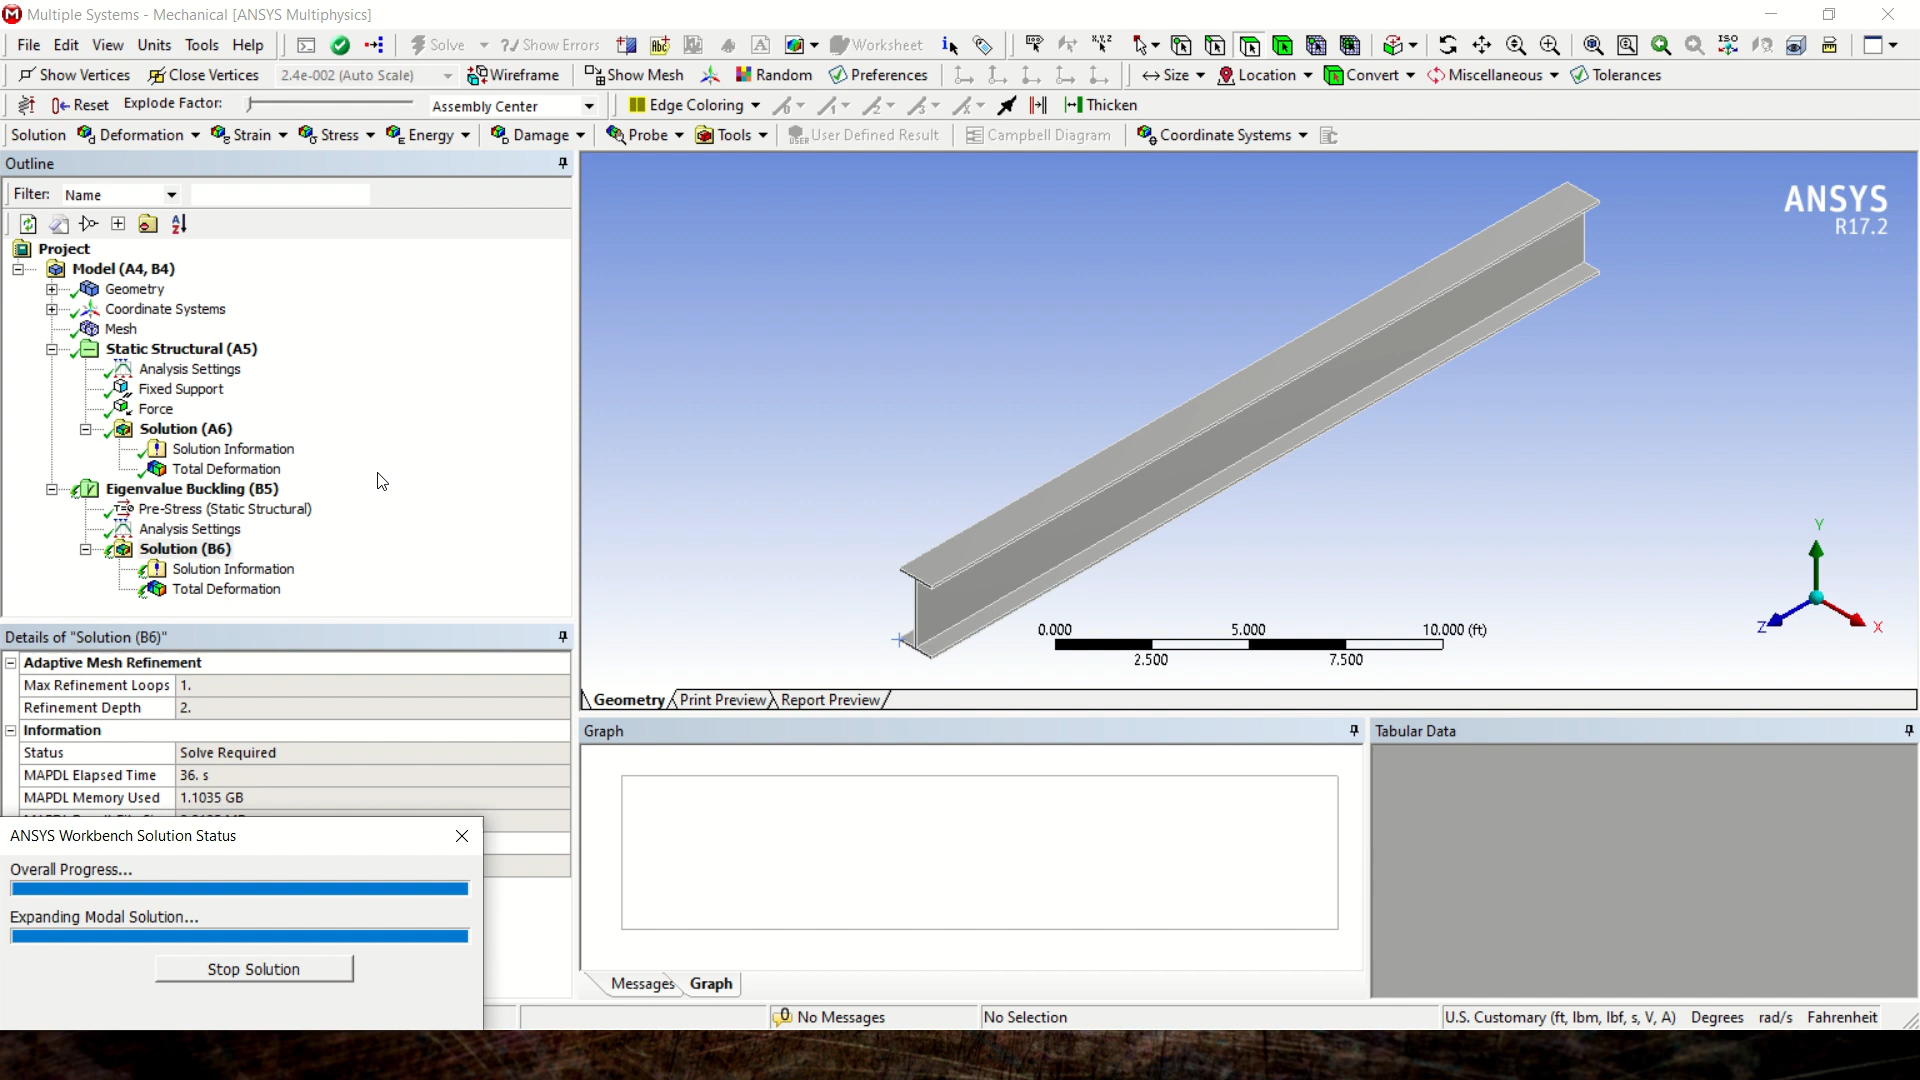 Multiple Systems - Mechanical [ANSYS Multiphysics]
File Edit View Units Tools Help Solve ?/ Show Errors Worksheet
Show Vertices Close Vertices 2.4e-002 (Auto Scale) Wireframe Show Mesh Random Preferences Size Location Convert Miscellaneous Tolerances
Reset Explode Factor: Assembly Center Edge Coloring Thicken
Solution Deformation Strain Stress Energy Damage Probe Tools User Defined Result Campbell Diagram Coordinate Systems
Outline
Filter: Name
Project
Model (A4, B4)
Geometry
Coordinate Systems
Mesh
Static Structural (A5)
Analysis Settings
Fixed Support
Force
Solution (A6)
Solution Information
Total Deformation
Eigenvalue Buckling (B5)
Pre-Stress (Static Structural)
Analysis Settings
Solution (B6)
Solution Information
Total Deformation
Details of "Solution (B6)"
Adaptive Mesh Refinement
Max Refinement Loops 1.
Refinement Depth 2.
Information
Status Solve Required
MAPDL Elapsed Time 36. s
MAPDL Memory Used 1.1035 GB
ANSYS Workbench Solution Status
Overall Progress...
Expanding Modal Solution...
Stop Solution
ANSYS
R17.2
Y
Z X
0.000 5.000 10.000 (ft)
2.500 7.500
Geometry Print Preview Report Preview
Graph
Tabular Data
Messages Graph
0 No Messages No Selection U.S. Customary (ft, lbm, lbf, s, V, A) Degrees rad/s Fahrenheit